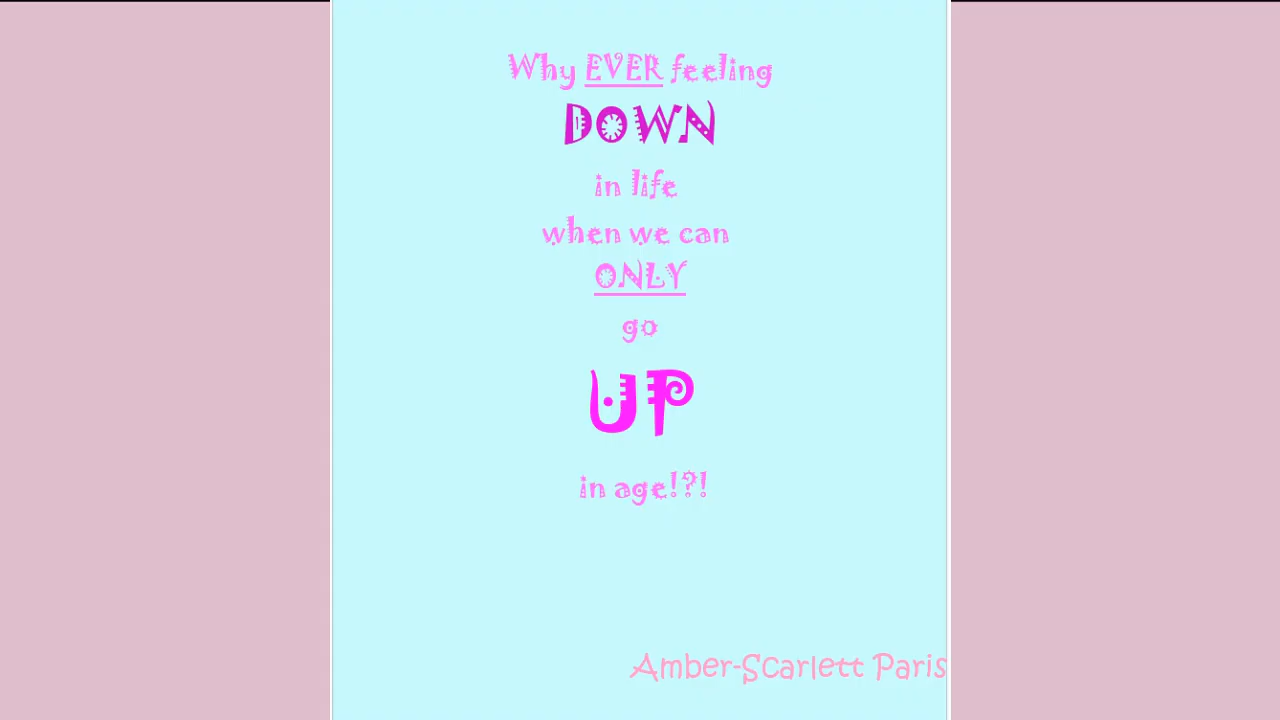 Why EVER feeling
DOWN
in life
when we can
ONLY
go
UP
in age!?!
Amber-Scarlett Paris